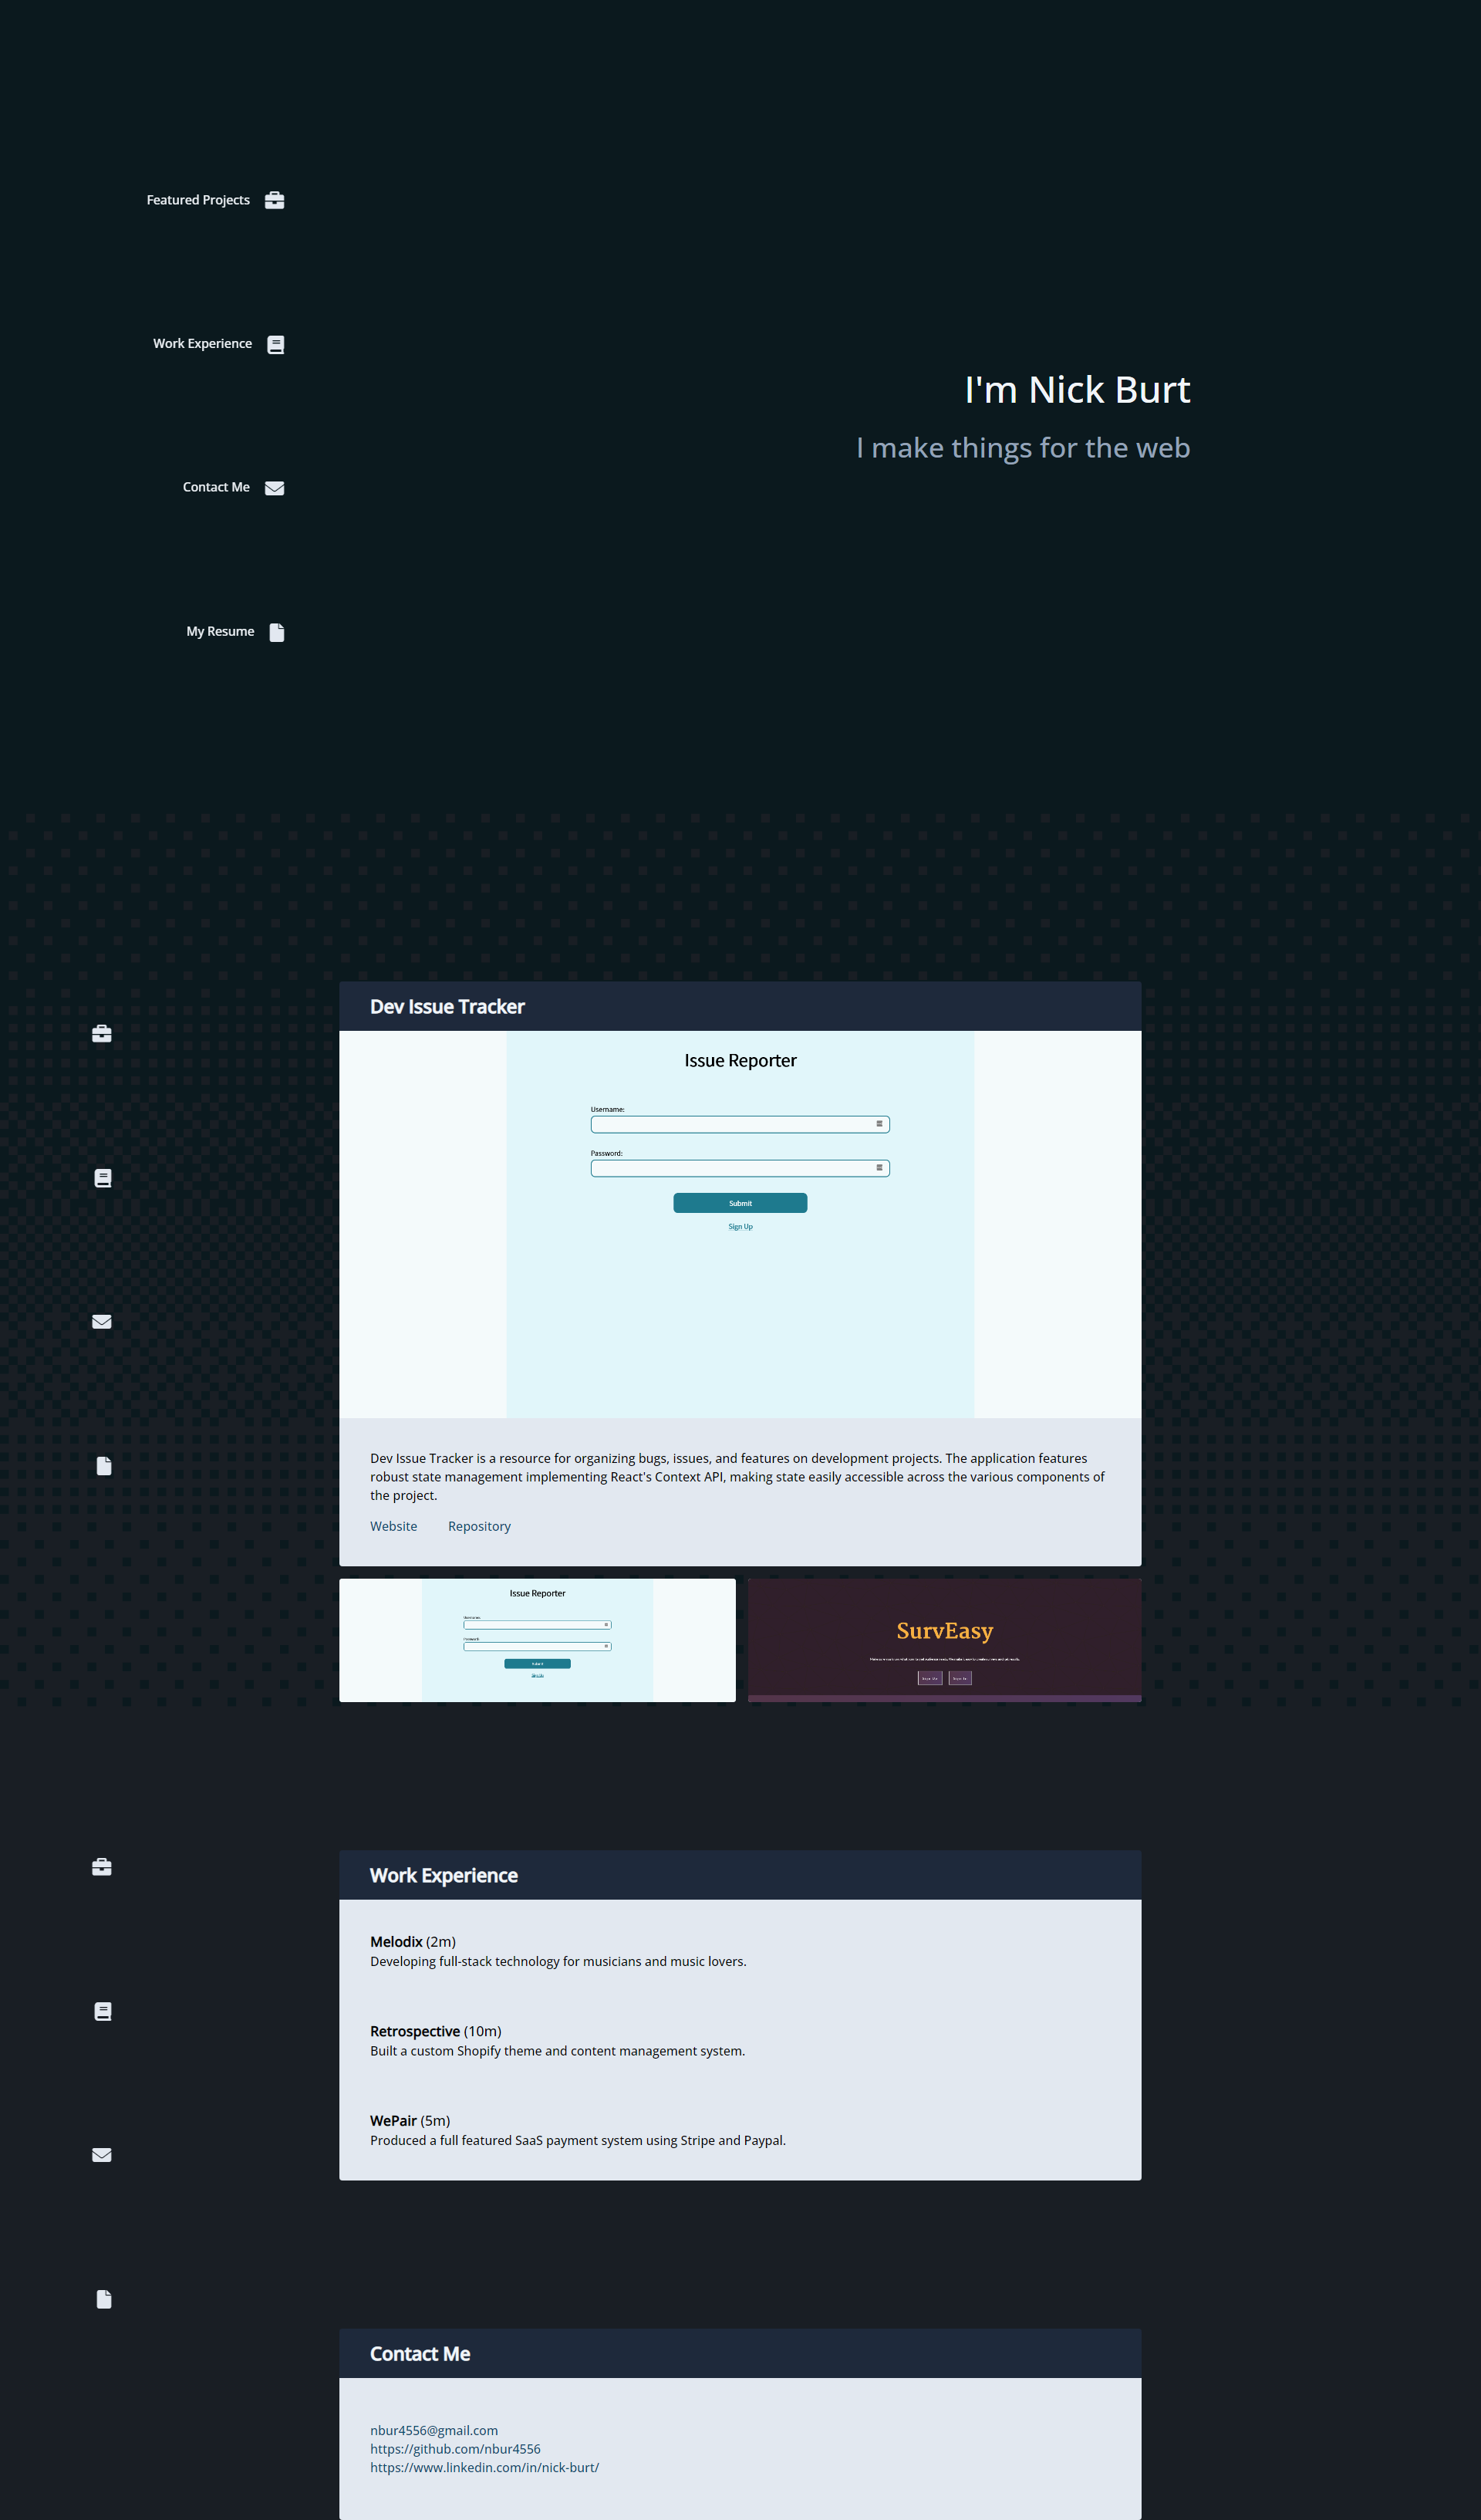 Featured Projects
Work Experience
I'm Nick Burt
I make things for the web
Contact Me
My Resume
Dev Issue Tracker
Issue Reporter
Username:
Password:
Submit
Sign Up
Dev Issue Tracker is a resource for organizing bugs, issues, and features on development projects. The application features
robust state management implementing React's Context API, making state easily accessible across the various components of
the project.
Website Repository
Issue Reporter
SurvEasy
Work Experience
Melodix (2m)
Developing full-stack technology for musicians and music lovers.
Retrospective (10m)
Built a custom Shopify theme and content management system.
WePair (5m)
Produced a full featured SaaS payment system using Stripe and Paypal.
Contact Me
nbur4556@gmail.com
https://github.com/nbur4556
https://www.linkedin.com/in/nick-burt/